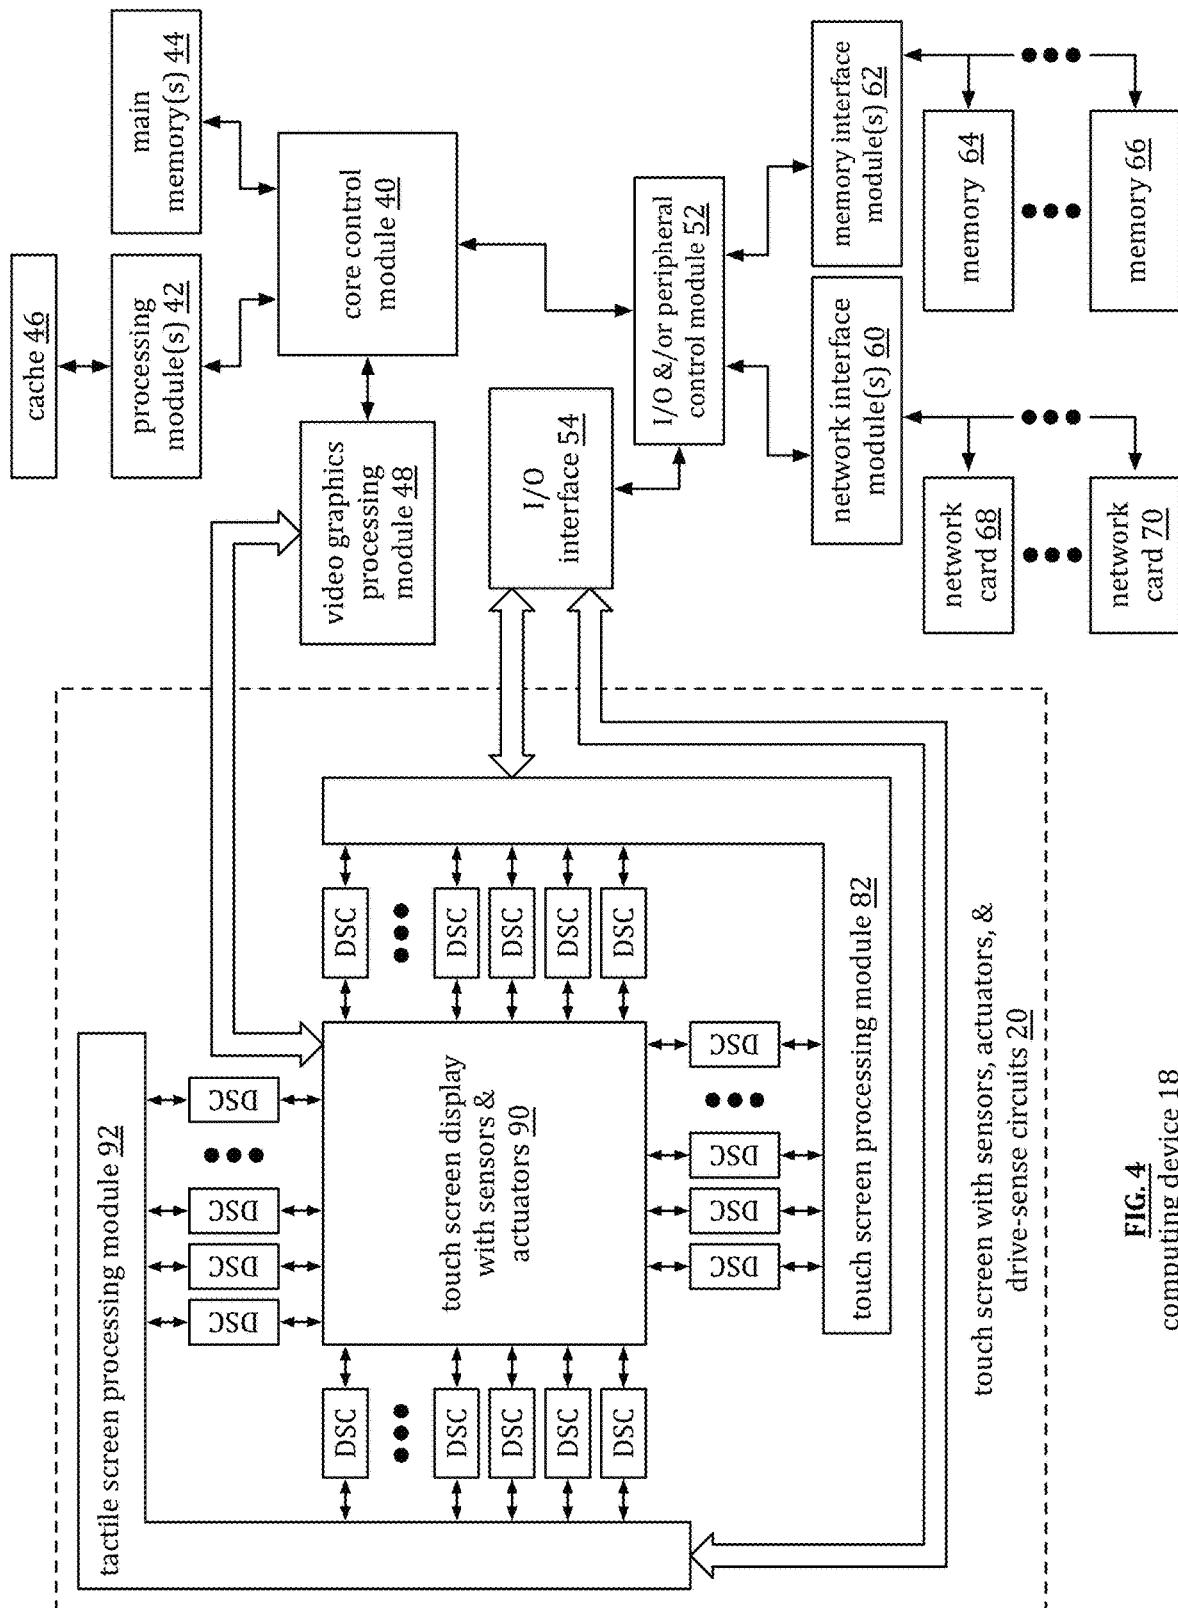 cache 46
processing
module(s) 42
main
memory(s) 44
core control
module 40
video graphics
processing
module 48
I/O
interface 54
I/O &/or peripheral
control module 52
network interface
module(s) 60
memory interface
module(s) 62
network
card 68
network
card 70
memory 64
memory 66
tactile screen processing module 92
DSC
DSC
DSC
DSC
DSC
DSC
DSC
DSC
DSC
touch screen display
with sensors &
actuators 90
DSC
DSC
DSC
DSC
DSC
DSC
DSC
DSC
DSC
touch screen processing module 82
touch screen with sensors, actuators, &
drive-sense circuits 20
FIG. 4
computing device 18